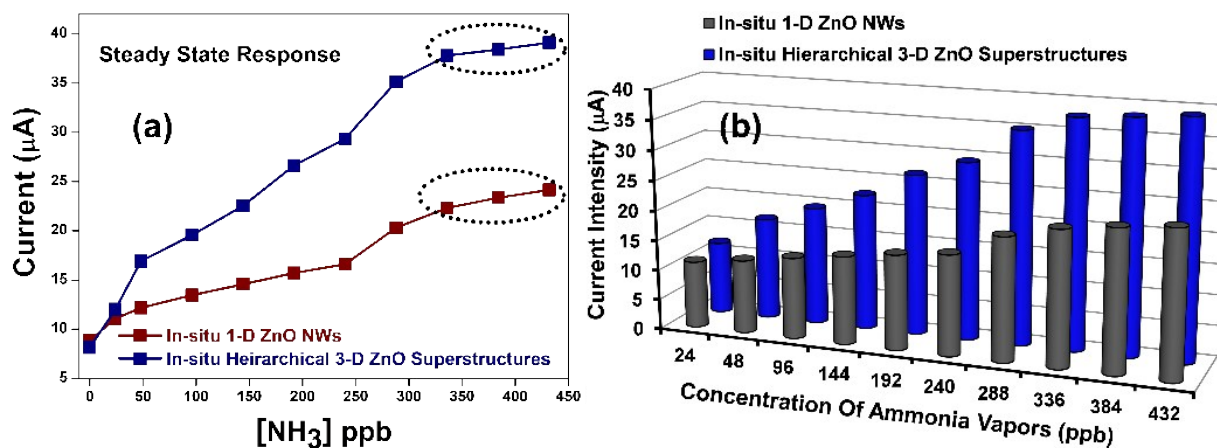 40
35
30
25
20
15
10
5
Current (μA)
Steady State Response
(a)
In-situ 1-D ZnO NWs
In-situ Heirarchical 3-D ZnO Superstructures
0 50 100 150 200 250 300 350 400 450
[NH3] ppb
In-situ 1-D ZnO NWs
In-situ Hierarchical 3-D ZnO Superstructures
(b)
40
35
30
25
20
15
10
5
0
Current Intensity (μA)
24 48 96 144 192 240 288 336 384 432
Concentration Of Ammonia Vapors (ppb)